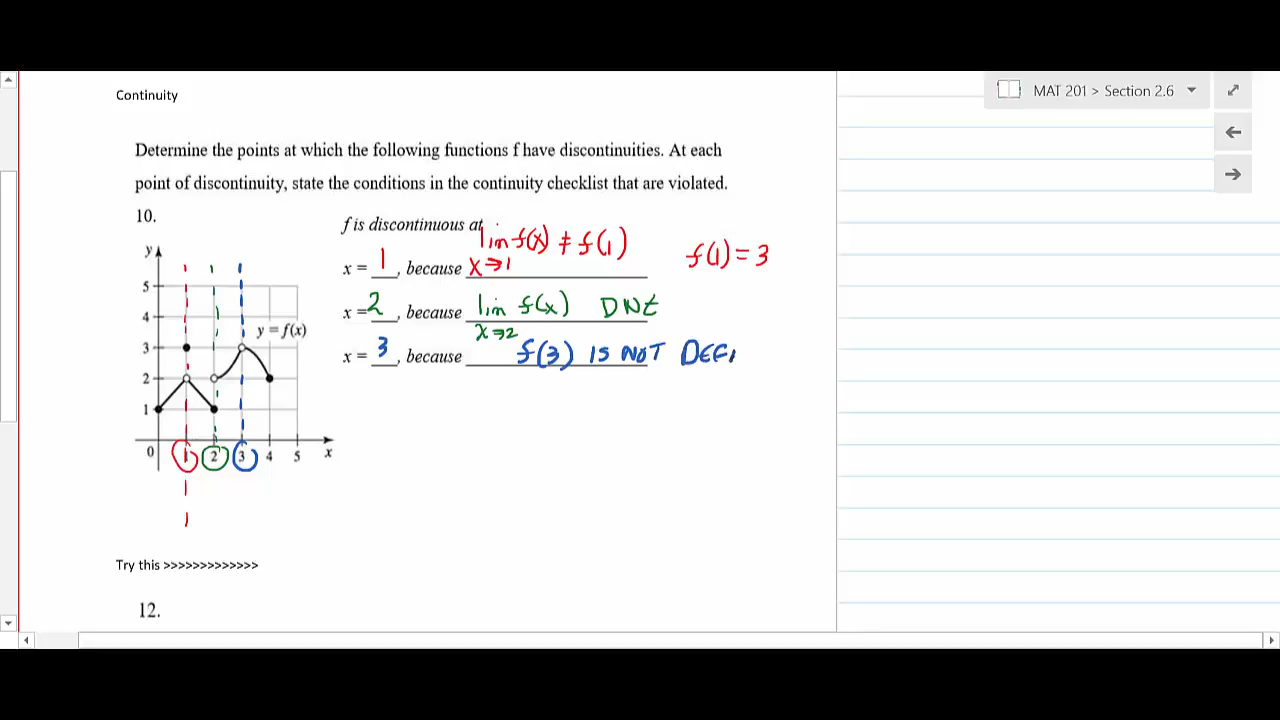 MAT 201 > Section 2.6
Continuity
Determine the points at which the following functions f have discontinuities. At each
point of discontinuity, state the conditions in the continuity checklist that are violated.
10.
f is discontinuous at
x = 1, because lim x→1 f(x) ≠ f(1) f(1) = 3
x = 2, because lim x→2 f(x) DNE
x = 3, because f(3) IS NOT DEF
y
5
4
3
2
1
y = f(x)
0 1 2 3 4 5 x
Try this >>>>>>>>>>>>>
12.